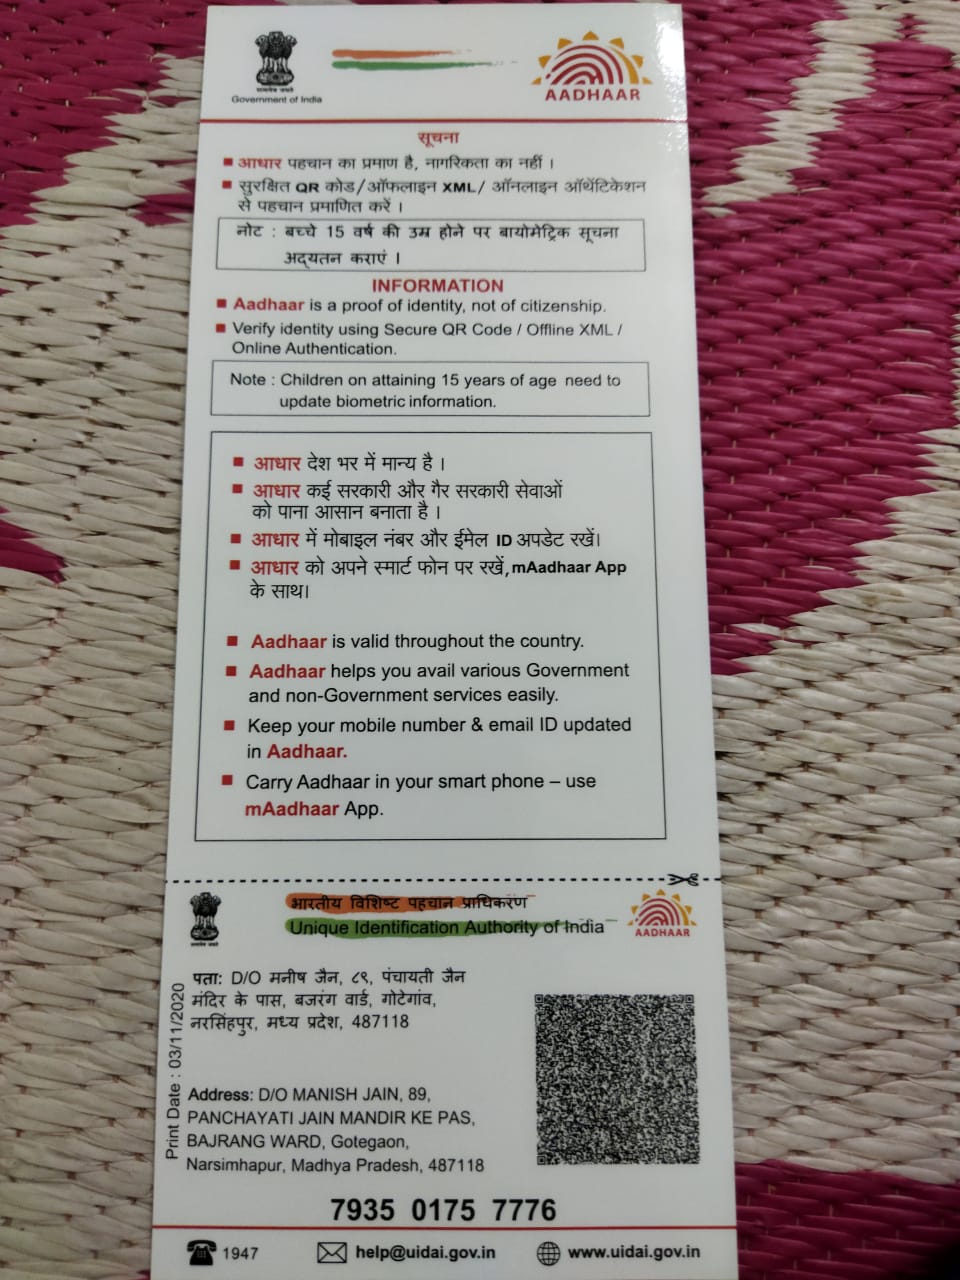 सत्यमेव जयते
Government of India
AADHAAR
सूचना
■ आधार पहचान का प्रमाण है, नागरिकता का नहीं ।
■ सुरक्षित QR कोड/ऑफलाइन XML/ ऑनलाइन ऑथेंटिकेशन
से पहचान प्रमाणित करें ।
नोट : बच्चे 15 वर्ष की उम्र होने पर बायोमेट्रिक सूचना
अद्यतन कराएं ।
INFORMATION
■ Aadhaar is a proof of identity, not of citizenship.
■ Verify identity using Secure QR Code / Offline XML /
Online Authentication.
Note : Children on attaining 15 years of age need to
update biometric information.
■ आधार देश भर में मान्य है ।
■ आधार कई सरकारी और गैर सरकारी सेवाओं
को पाना आसान बनाता है ।
■ आधार में मोबाइल नंबर और ईमेल ID अपडेट रखें।
■ आधार को अपने स्मार्ट फोन पर रखें, mAadhaar App
के साथ।
■ Aadhaar is valid throughout the country.
■ Aadhaar helps you avail various Government
and non-Government services easily.
■ Keep your mobile number & email ID updated
in Aadhaar.
■ Carry Aadhaar in your smart phone – use
mAadhaar App.
भारतीय विशिष्ट पहचान प्राधिकरण
Unique Identification Authority of India
AADHAAR
सत्यमेव जयते
पता: D/O मनीष जैन, ८९, पंचायती जैन
मंदिर के पास, बजरंग वार्ड, गोटेगांव,
नरसिंहपुर, मध्य प्रदेश, 487118
Print Date : 03/11/2020
Address: D/O MANISH JAIN, 89,
PANCHAYATI JAIN MANDIR KE PAS,
BAJRANG WARD, Gotegaon,
Narsimhapur, Madhya Pradesh, 487118
7935 0175 7776
1947
help@uidai.gov.in
www.uidai.gov.in